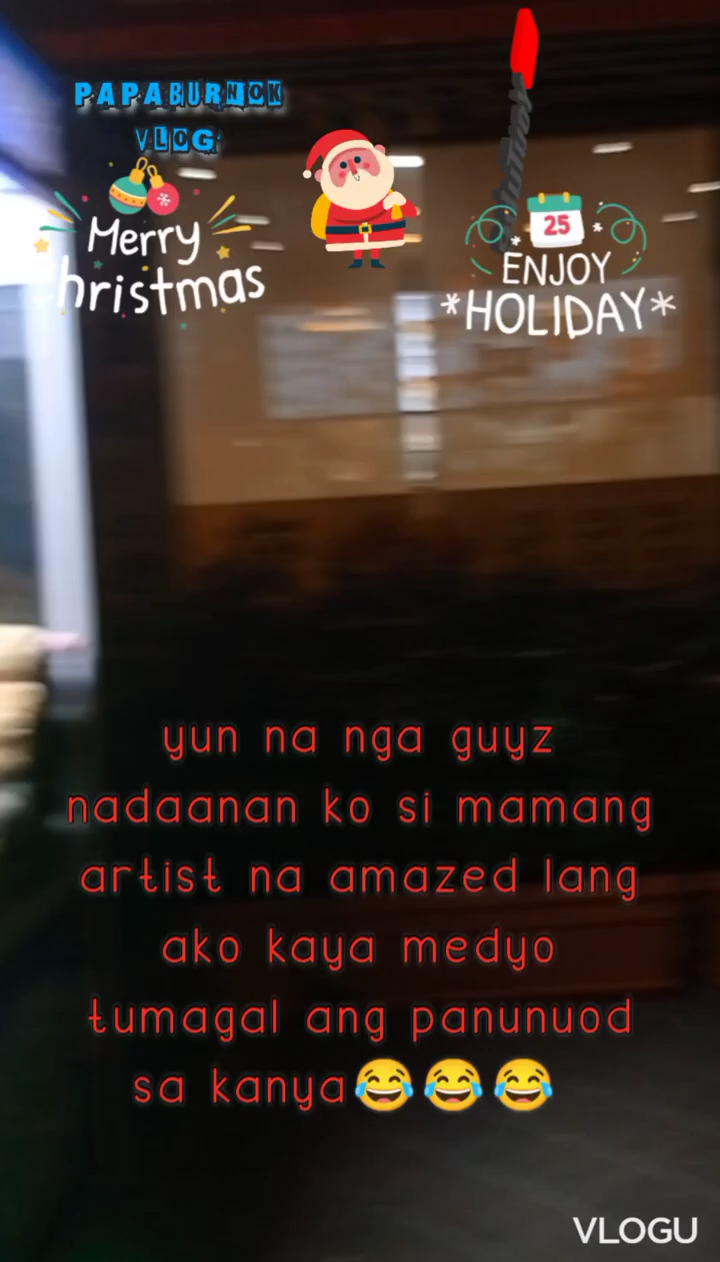 PAPABURNOK
VLOG
Merry
Christmas
25
ENJOY
*HOLIDAY*
yun na nga guyz
nadaanan ko si mamang
artist na amazed lang
ako kaya medyo
tumagal ang panunuod
sa kanya😂😂😂
VLOGU